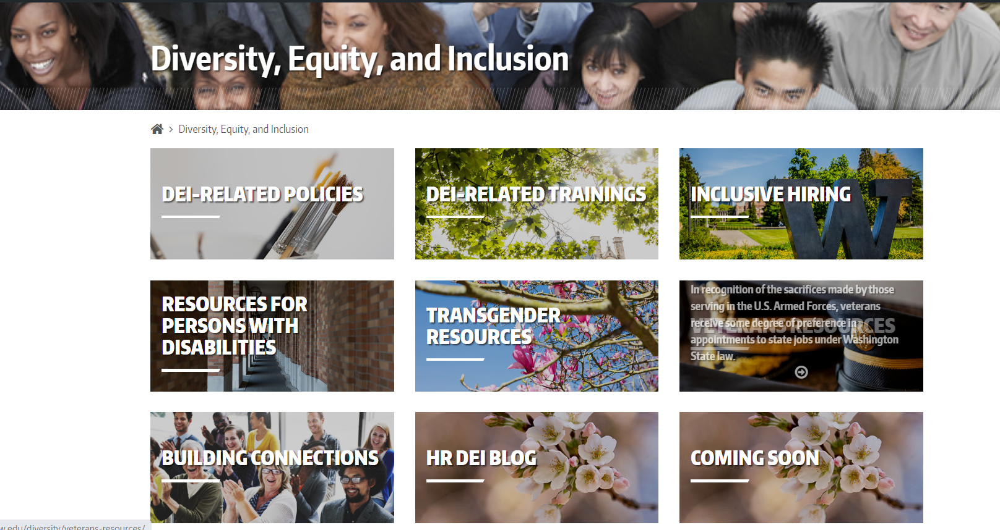 Diversity, Equity, and Inclusion
Diversity, Equity, and Inclusion
DEI-RELATED POLICIES
DEI-RELATED TRAININGS
INCLUSIVE HIRING
RESOURCES FOR
PERSONS WITH
DISABILITIES
TRANSGENDER
RESOURCES
In recognition of the sacrifices made by those
serving in the U.S. Armed Forces, veterans
receive some degree of preference in
appointments to state jobs under Washington
State law.
VETERANS RESOURCES
BUILDING CONNECTIONS
HR DEI BLOG
COMING SOON
w.edu/diversity/veterans-resources/